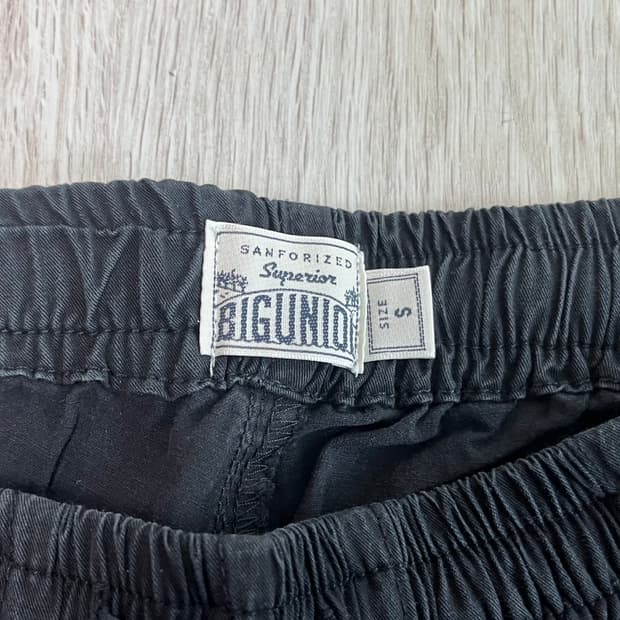 SANFORIZED
Superior
BIGUNIO
SIZE
S